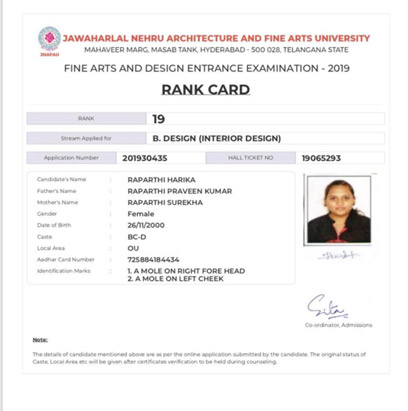 JAWAHARLAL NEHRU ARCHITECTURE AND FINE ARTS UNIVERSITY
MAHAVEER MARG, MASAB TANK, HYDERABAD - 500 028, TELANGANA STATE
JNAFAU
FINE ARTS AND DESIGN ENTRANCE EXAMINATION - 2019
RANK CARD
RANK 19
Stream Applied for B. DESIGN (INTERIOR DESIGN)
Application Number 201930435 HALL TICKET NO 19065293
Candidate's Name : RAPARTHI HARIKA
Father's Name : RAPARTHI PRAVEEN KUMAR
Mother's Name : RAPARTHI SUREKHA
Gender : Female
Date of Birth : 26/11/2000
Caste : BC-D
Local Area : OU
Aadhar Card Number : 725884184434
Identification Marks : 1. A MOLE ON RIGHT FORE HEAD
2. A MOLE ON LEFT CHEEK
Co-ordinator, Admissions
Note:
The details of candidate mentioned above are as per the online application submitted by the candidate. The original status of
Caste, Local Area etc will be given after certificates verification to be held during counseling.